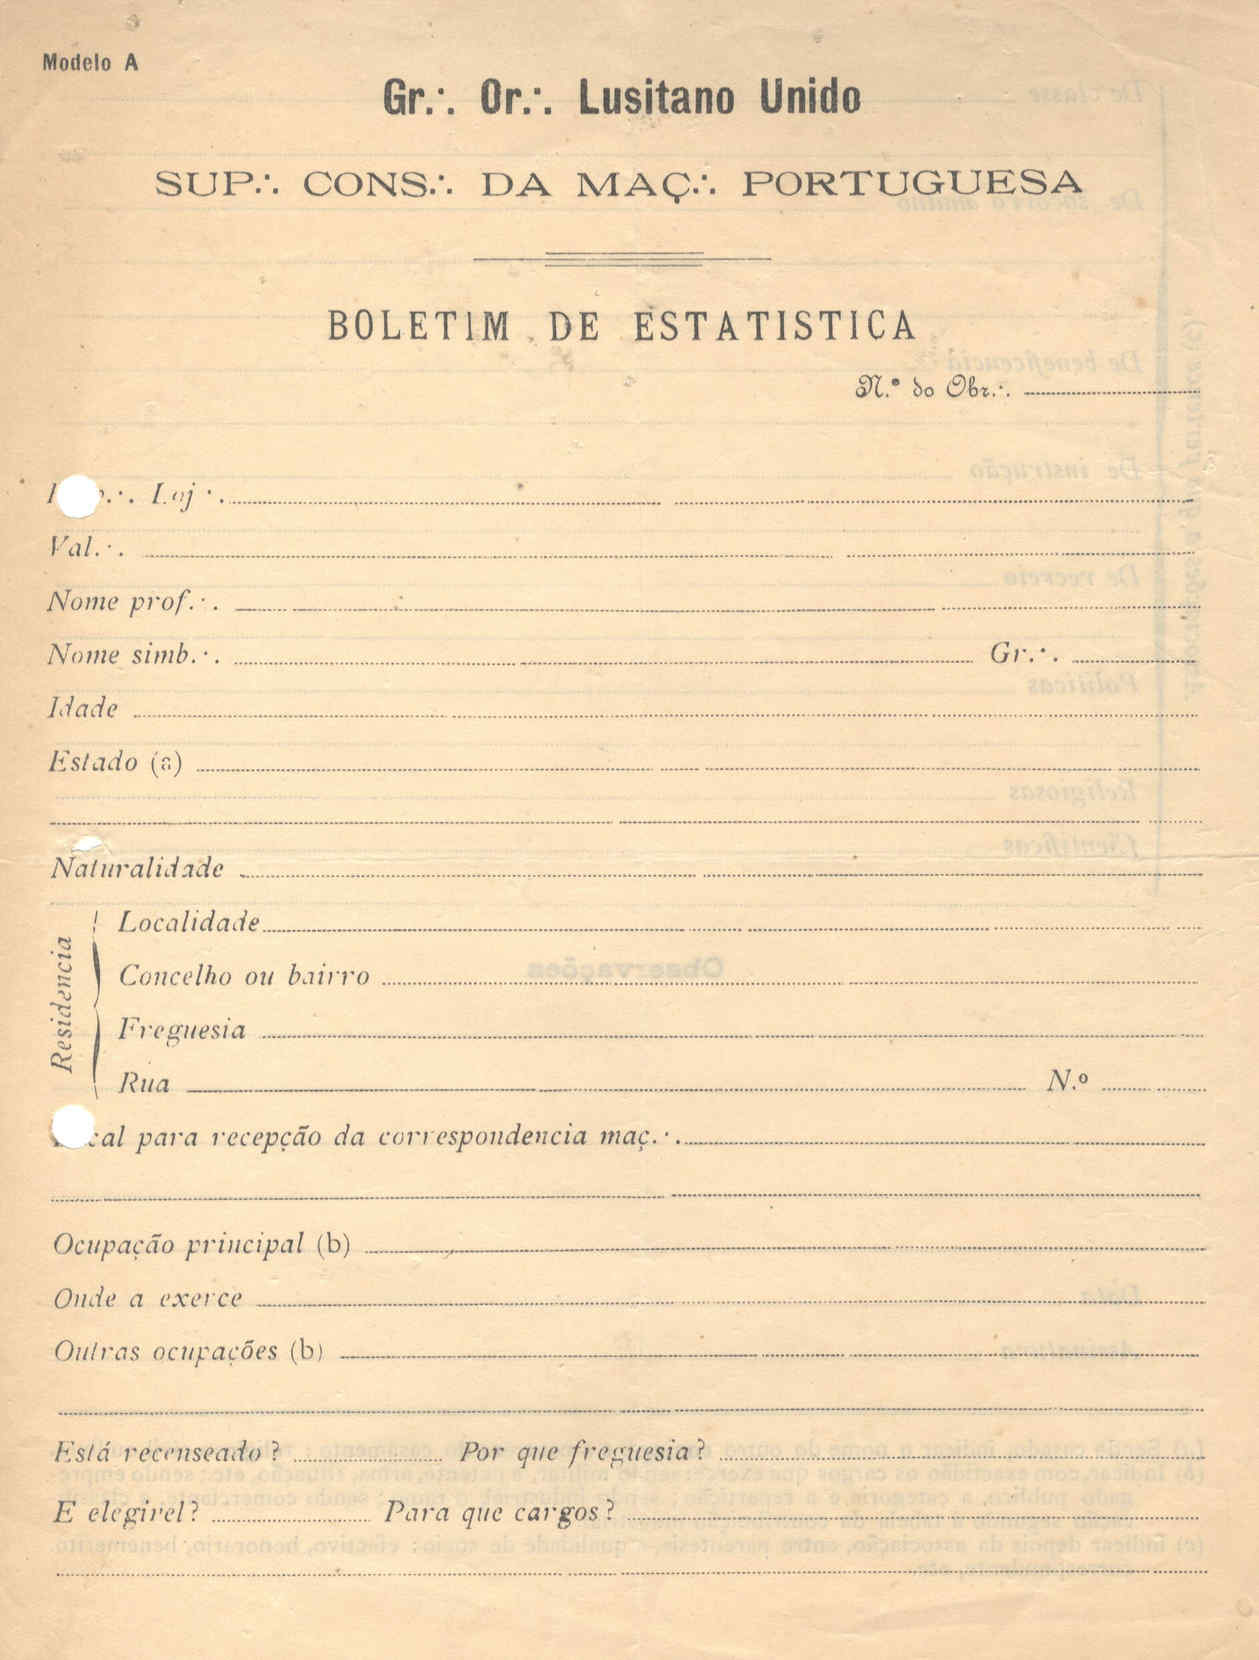 Modelo A
Gr.∴ Or.∴ Lusitano Unido
SUP.∴ CONS.∴ DA MAÇ.∴ PORTUGUESA
BOLETIM DE ESTATISTICA
N.º do Obr.∴
Loj∴
Val.∴
Nome prof.∴
Nome simb.∴ Gr.∴
Idade
Estado (a)
Naturalidade
Residencia
Localidade
Concelho ou bairro
Freguesia
Rua N.º
Local para recepção da correspondencia maç.∴
Ocupação principal (b)
Onde a exerce
Outras ocupações (b)
Está recenseado? Por que freguesia?
E elegirel? Para que cargos?